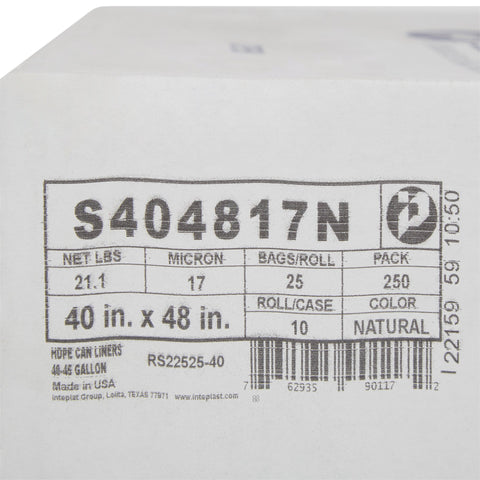 S404817N
NET LBS MICRON BAGS/ROLL PACK
21.1 17 25 250
40 in. x 48 in. ROLL/CASE COLOR
10 NATURAL
HDPE CAN LINERS
40-45 GALLON RS22525-40
Made in USA
Inteplast Group, Lolita, TEXAS 77971 www.inteplast.com
7 62935 90117 2
122159 59 10:50